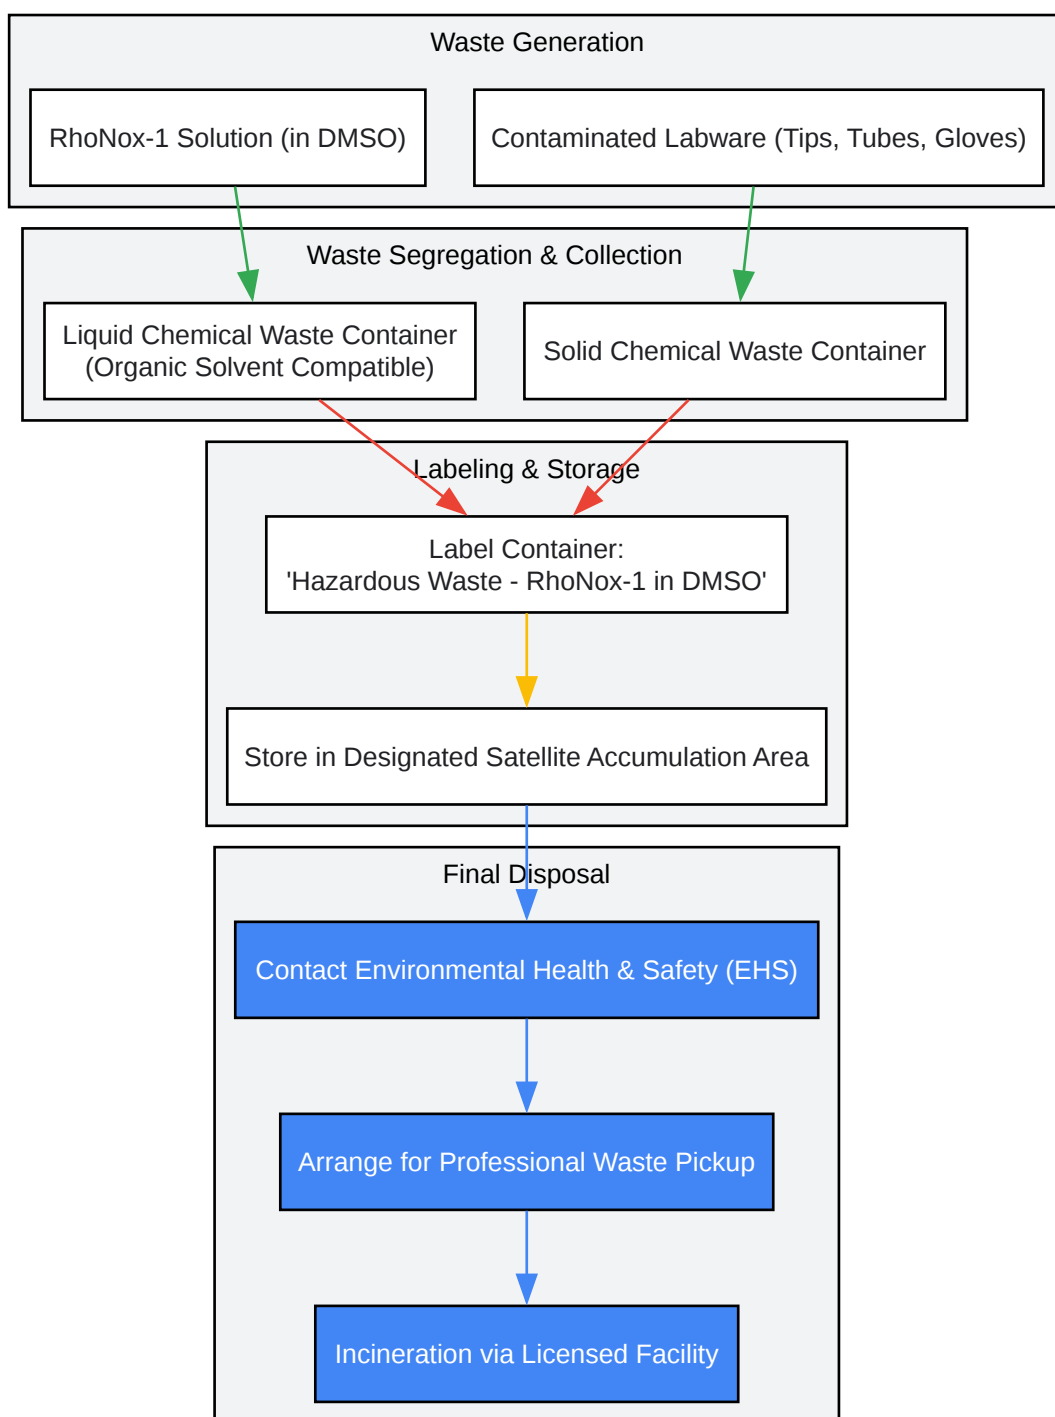 Waste Generation
RhoNox-1 Solution (in DMSO)
Contaminated Labware (Tips, Tubes, Gloves)
Waste Segregation & Collection
Liquid Chemical Waste Container
(Organic Solvent Compatible)
Solid Chemical Waste Container
Labeling & Storage
Label Container:
'Hazardous Waste - RhoNox-1 in DMSO'
Store in Designated Satellite Accumulation Area
Final Disposal
Contact Environmental Health & Safety (EHS)
Arrange for Professional Waste Pickup
Incineration via Licensed Facility